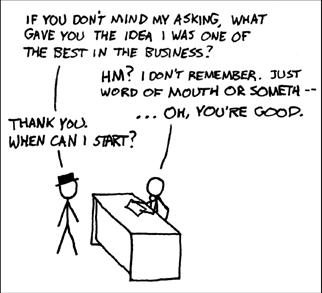 IF YOU DON'T MIND MY ASKING, WHAT
GAVE YOU THE IDEA I WAS ONE OF
THE BEST IN THE BUSINESS?
HM? I DON'T REMEMBER. JUST
WORD OF MOUTH OR SOMETH--
... OH, YOU'RE GOOD.
THANK YOU.
WHEN CAN I START?